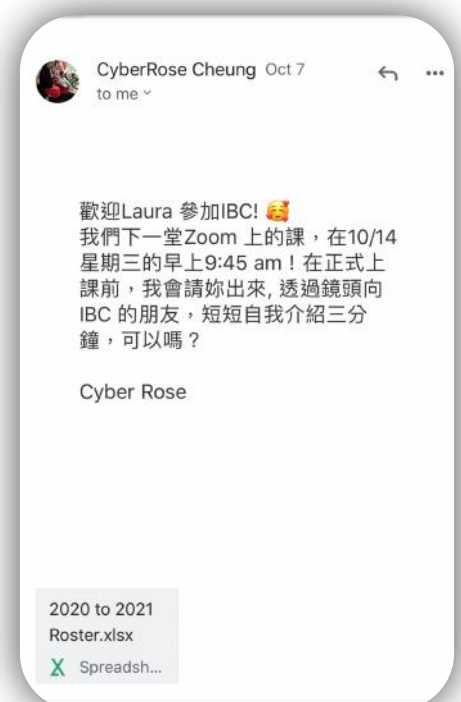 CyberRose Cheung Oct 7
to me
歡迎Laura 參加IBC! 🥰
我們下一堂Zoom 上的課，在10/14
星期三的早上9:45 am！在正式上
課前，我會請妳出來, 透過鏡頭向
IBC 的朋友，短短自我介紹三分
鐘，可以嗎？
Cyber Rose
2020 to 2021
Roster.xlsx
X Spreadsh...